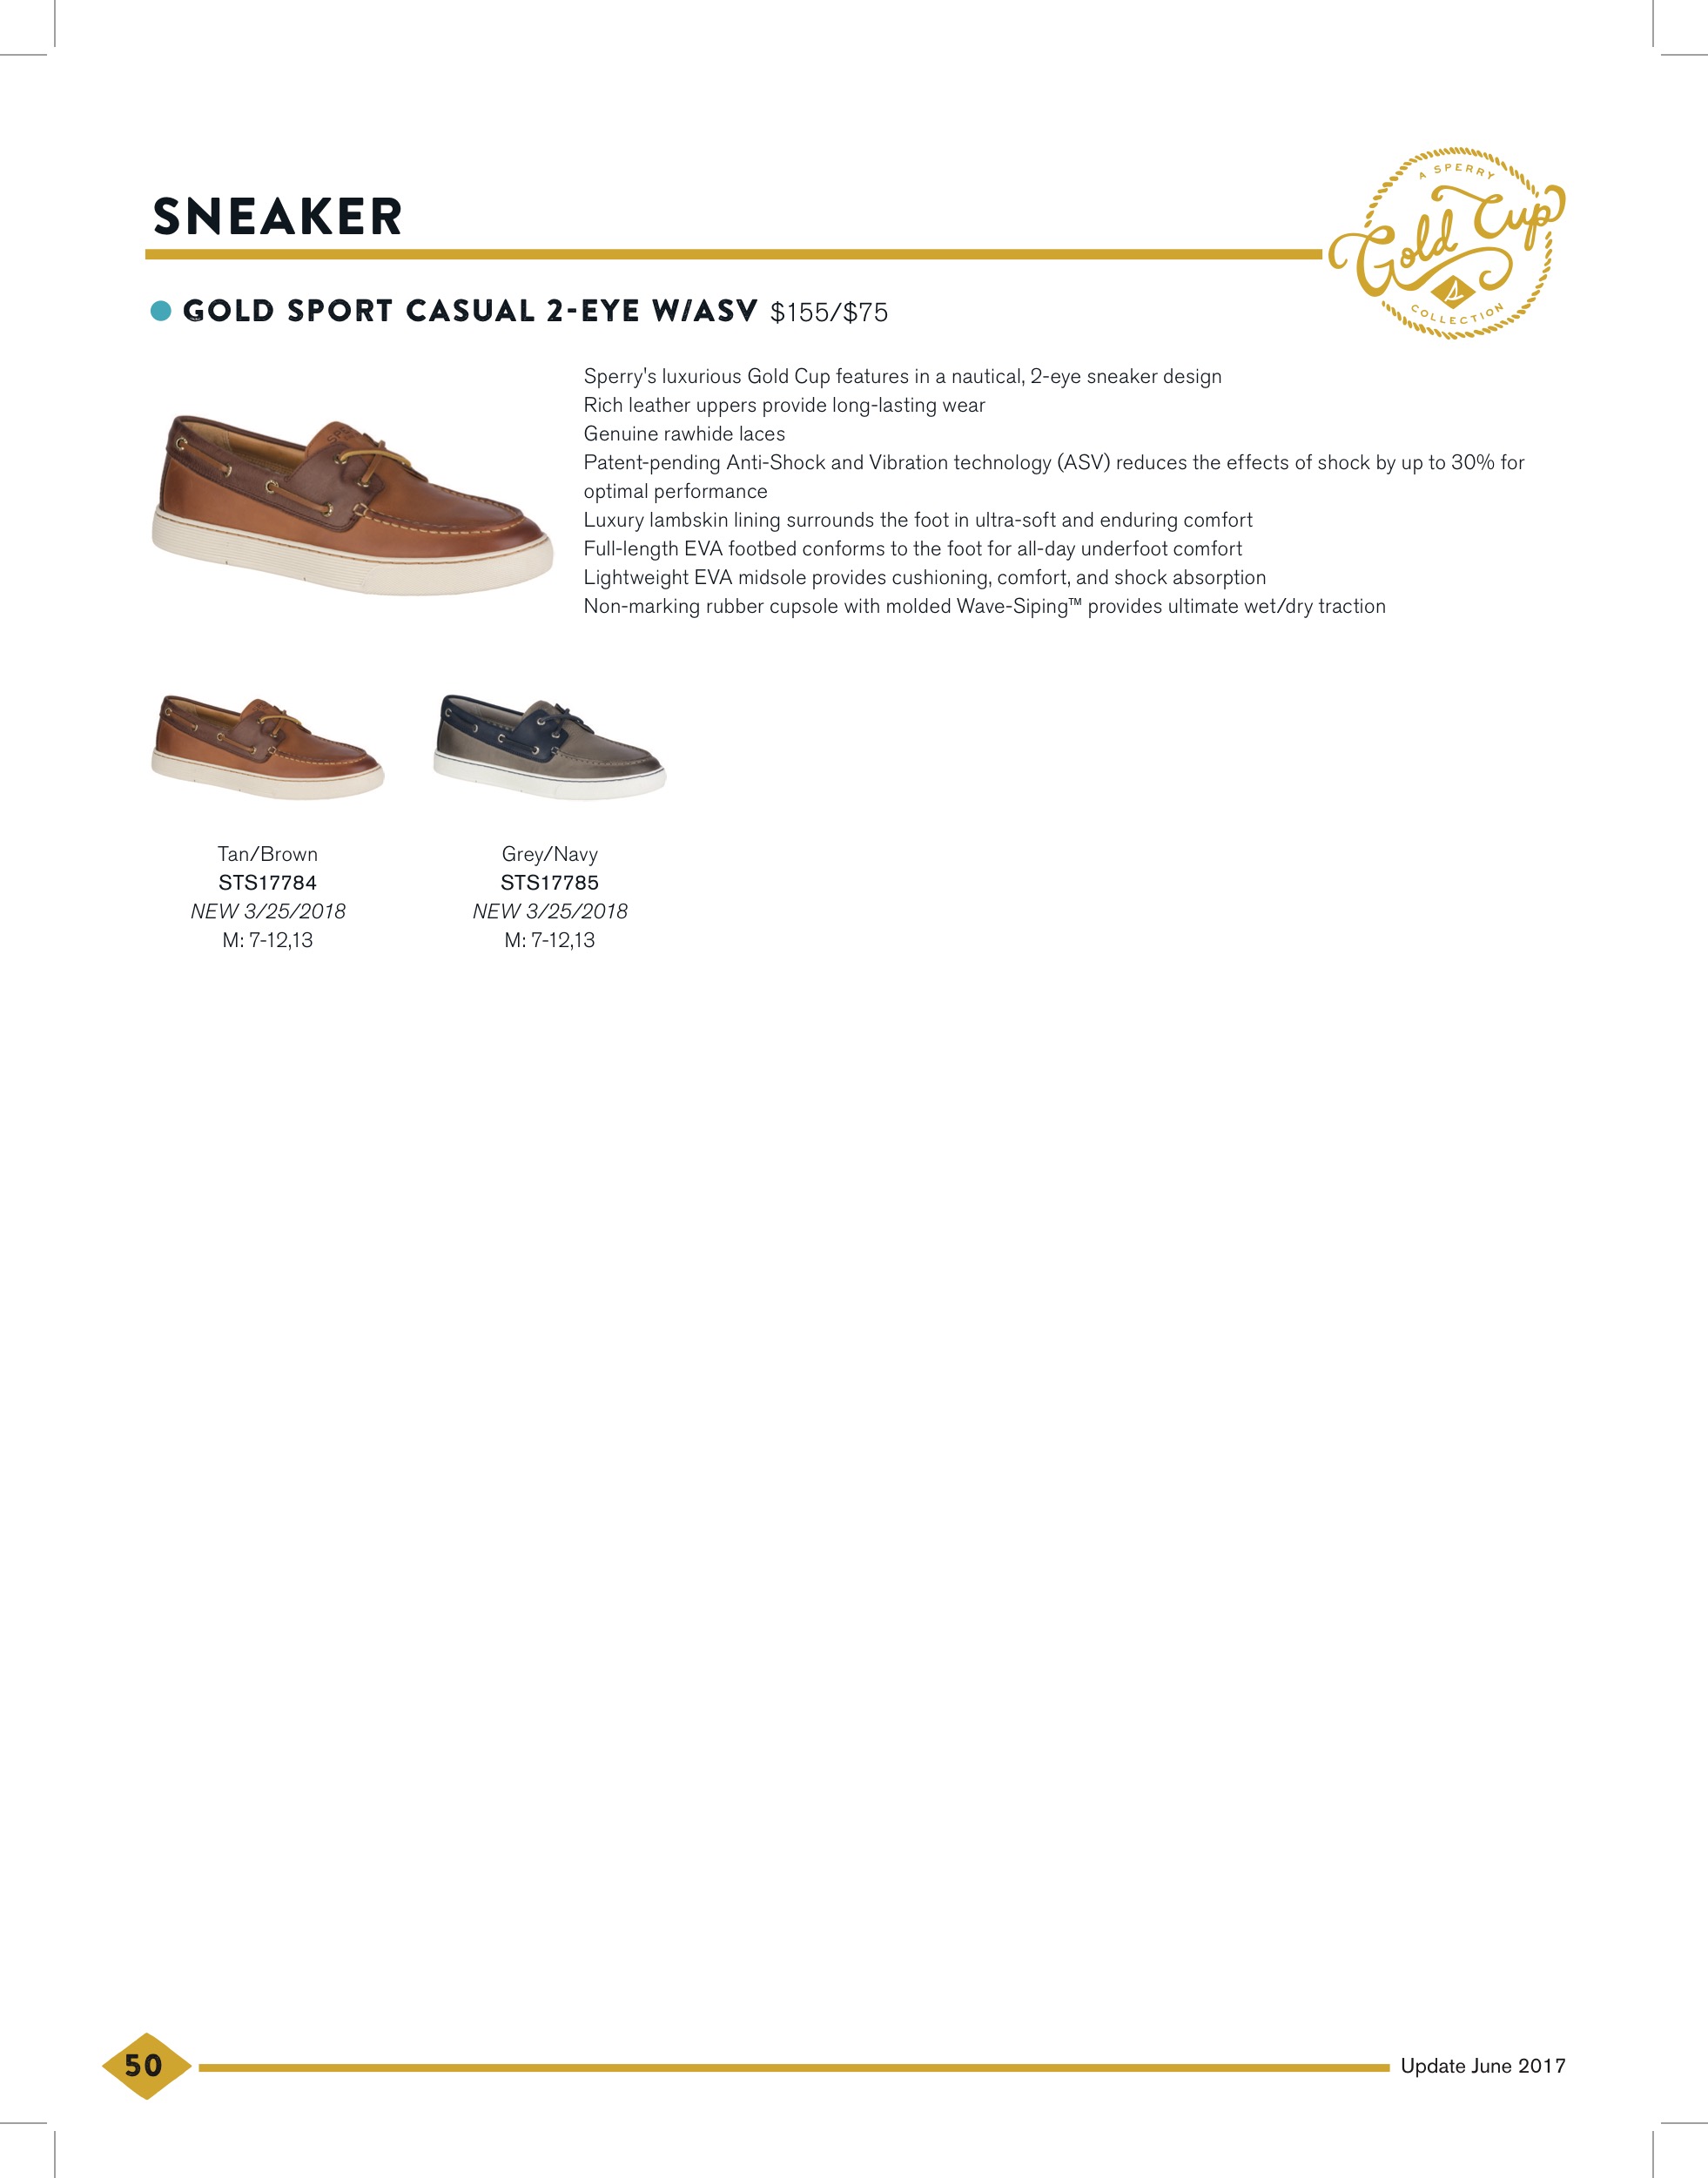 SNEAKER
A SPERRY
Gold Cup
COLLECTION
GOLD SPORT CASUAL 2-EYE W/ASV $155/$75
Sperry's luxurious Gold Cup features in a nautical, 2-eye sneaker design
Rich leather uppers provide long-lasting wear
Genuine rawhide laces
Patent-pending Anti-Shock and Vibration technology (ASV) reduces the effects of shock by up to 30% for
optimal performance
Luxury lambskin lining surrounds the foot in ultra-soft and enduring comfort
Full-length EVA footbed conforms to the foot for all-day underfoot comfort
Lightweight EVA midsole provides cushioning, comfort, and shock absorption
Non-marking rubber cupsole with molded Wave-Siping™ provides ultimate wet/dry traction
Tan/Brown
STS17784
NEW 3/25/2018
M: 7-12,13
Grey/Navy
STS17785
NEW 3/25/2018
M: 7-12,13
50
Update June 2017